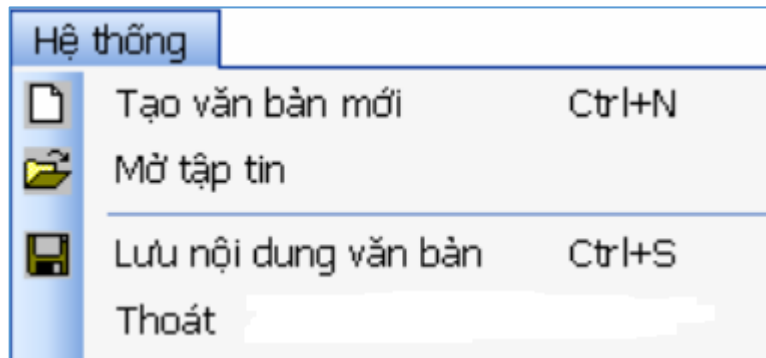 Hệ thống
Tạo văn bản mới Ctrl+N
Mở tập tin
Lưu nội dung văn bản Ctrl+S
Thoát